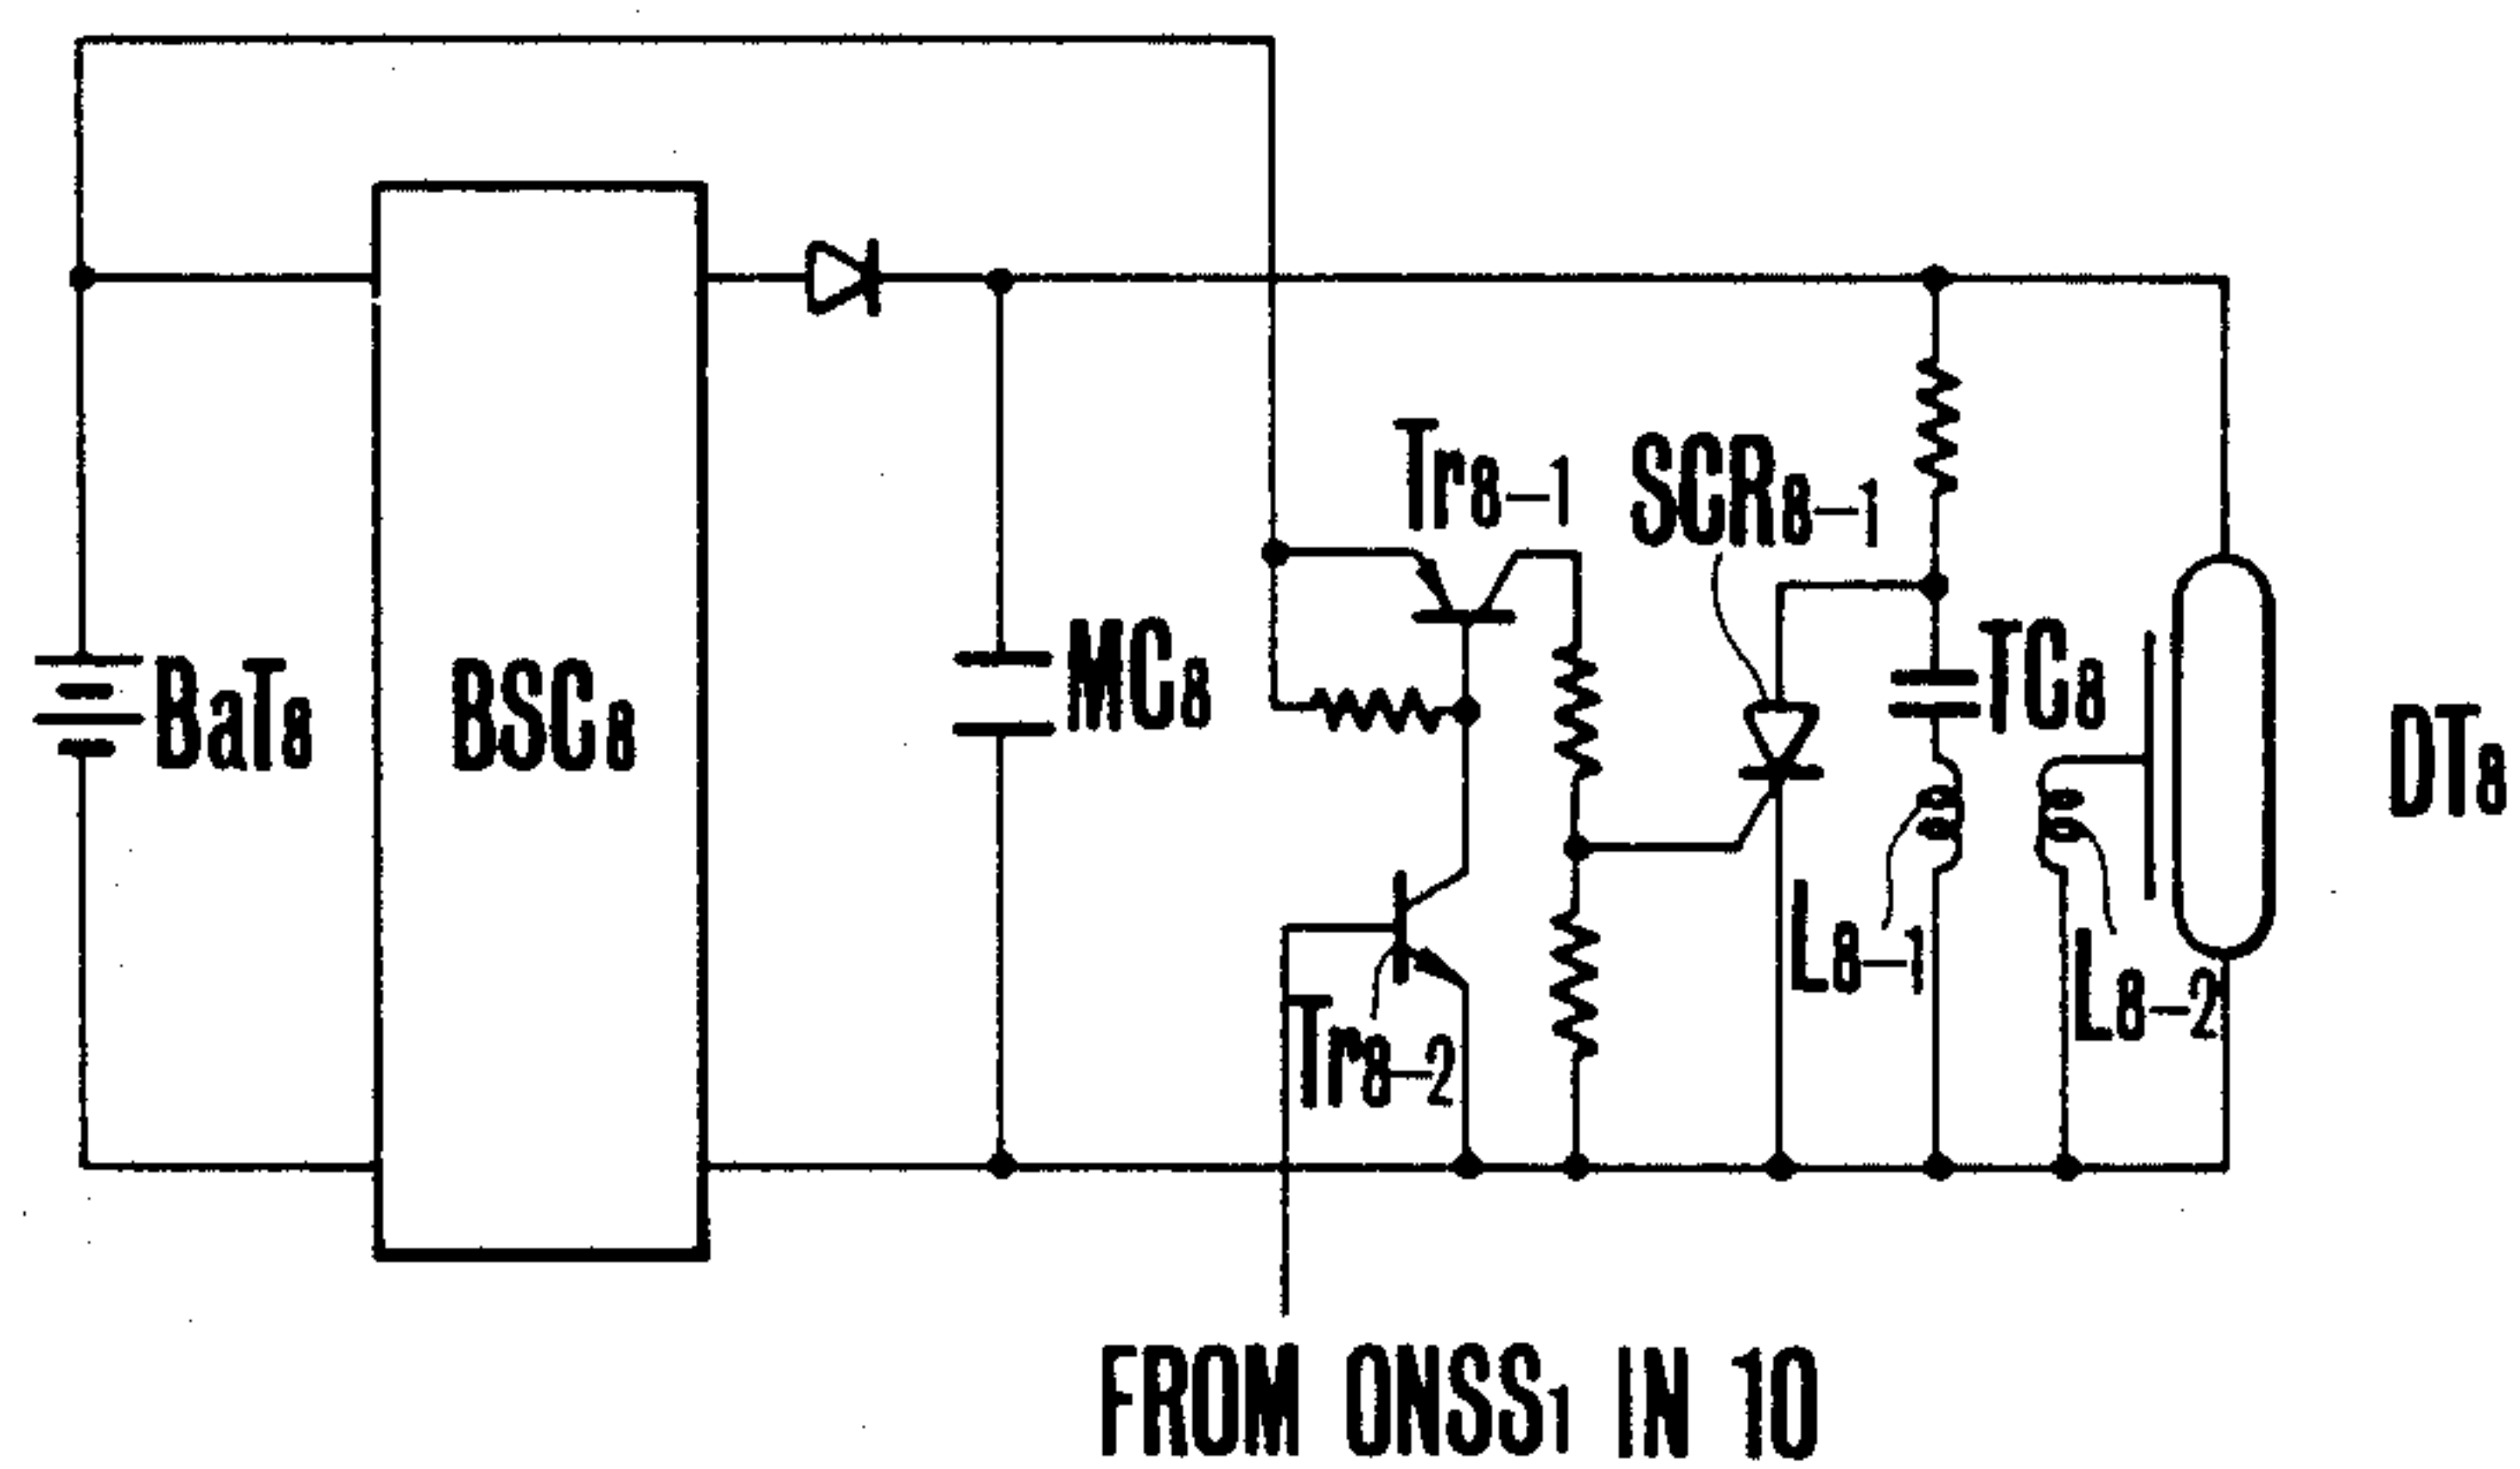 Tr8-1
SCR8-1
BaT8
BSC8
MC8
TC8
DT8
L8-1
L8-2
Tr8-2
FROM ONSS1 IN 10